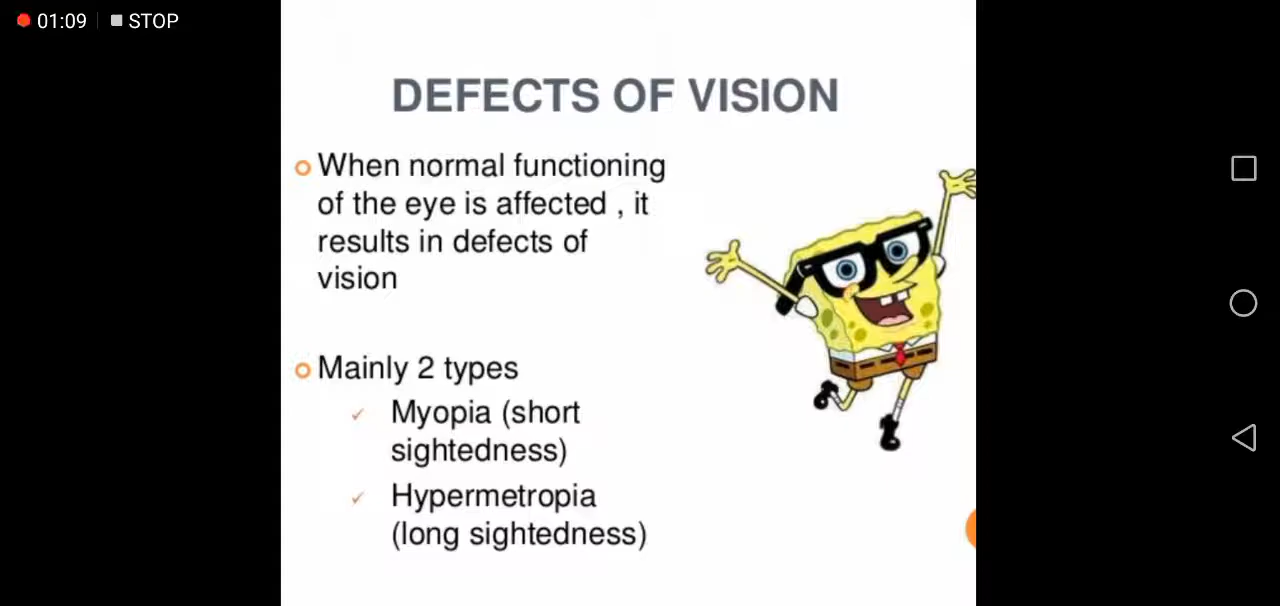 01:09 STOP
DEFECTS OF VISION
When normal functioning
of the eye is affected , it
results in defects of
vision
Mainly 2 types
Myopia (short
sightedness)
Hypermetropia
(long sightedness)